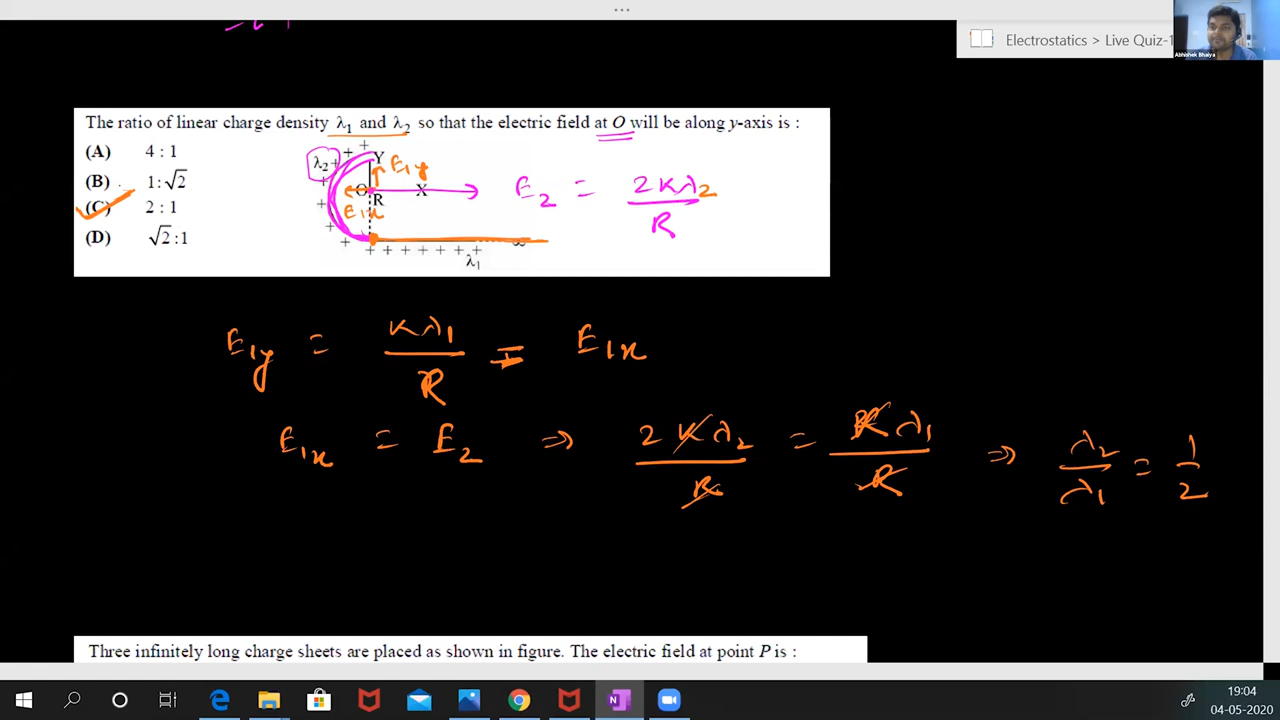 ...
Electrostatics > Live Quiz-1
Abhishek Bhaiya
The ratio of linear charge density λ₁ and λ₂ so that the electric field at O will be along y-axis is :
(A) 4 : 1
(B) 1:√2
(C) 2 : 1
(D) √2:1
λ₂ + + + Y E₁y
O R X
E₁x
+ + + + + + + ∞
λ₁
E₂ = 2Kλ₂/R
E₁y = Kλ₁/R = E₁x
E₁x = E₂ ⇒ 2Kλ₂/R = Kλ₁/R ⇒ λ₂/λ₁ = 1/2
Three infinitely long charge sheets are placed as shown in figure. The electric field at point P is :
19:04
04-05-2020